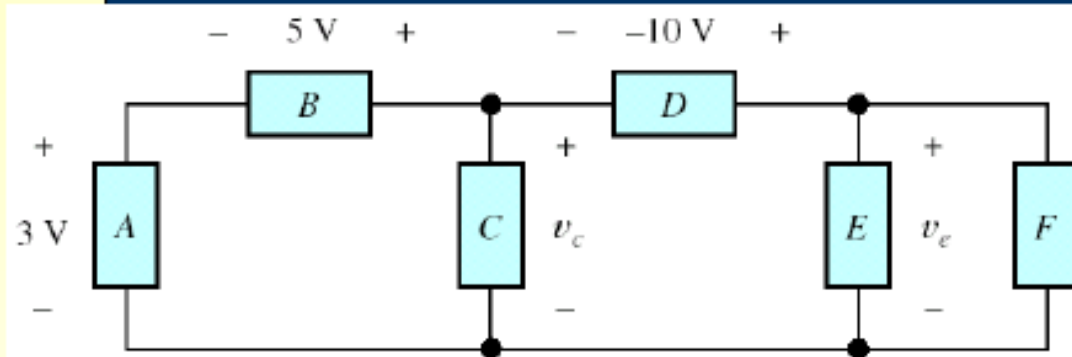 − 5 V + − −10 V +
B D
+ + +
3 V A C v_c E v_e F
− − −